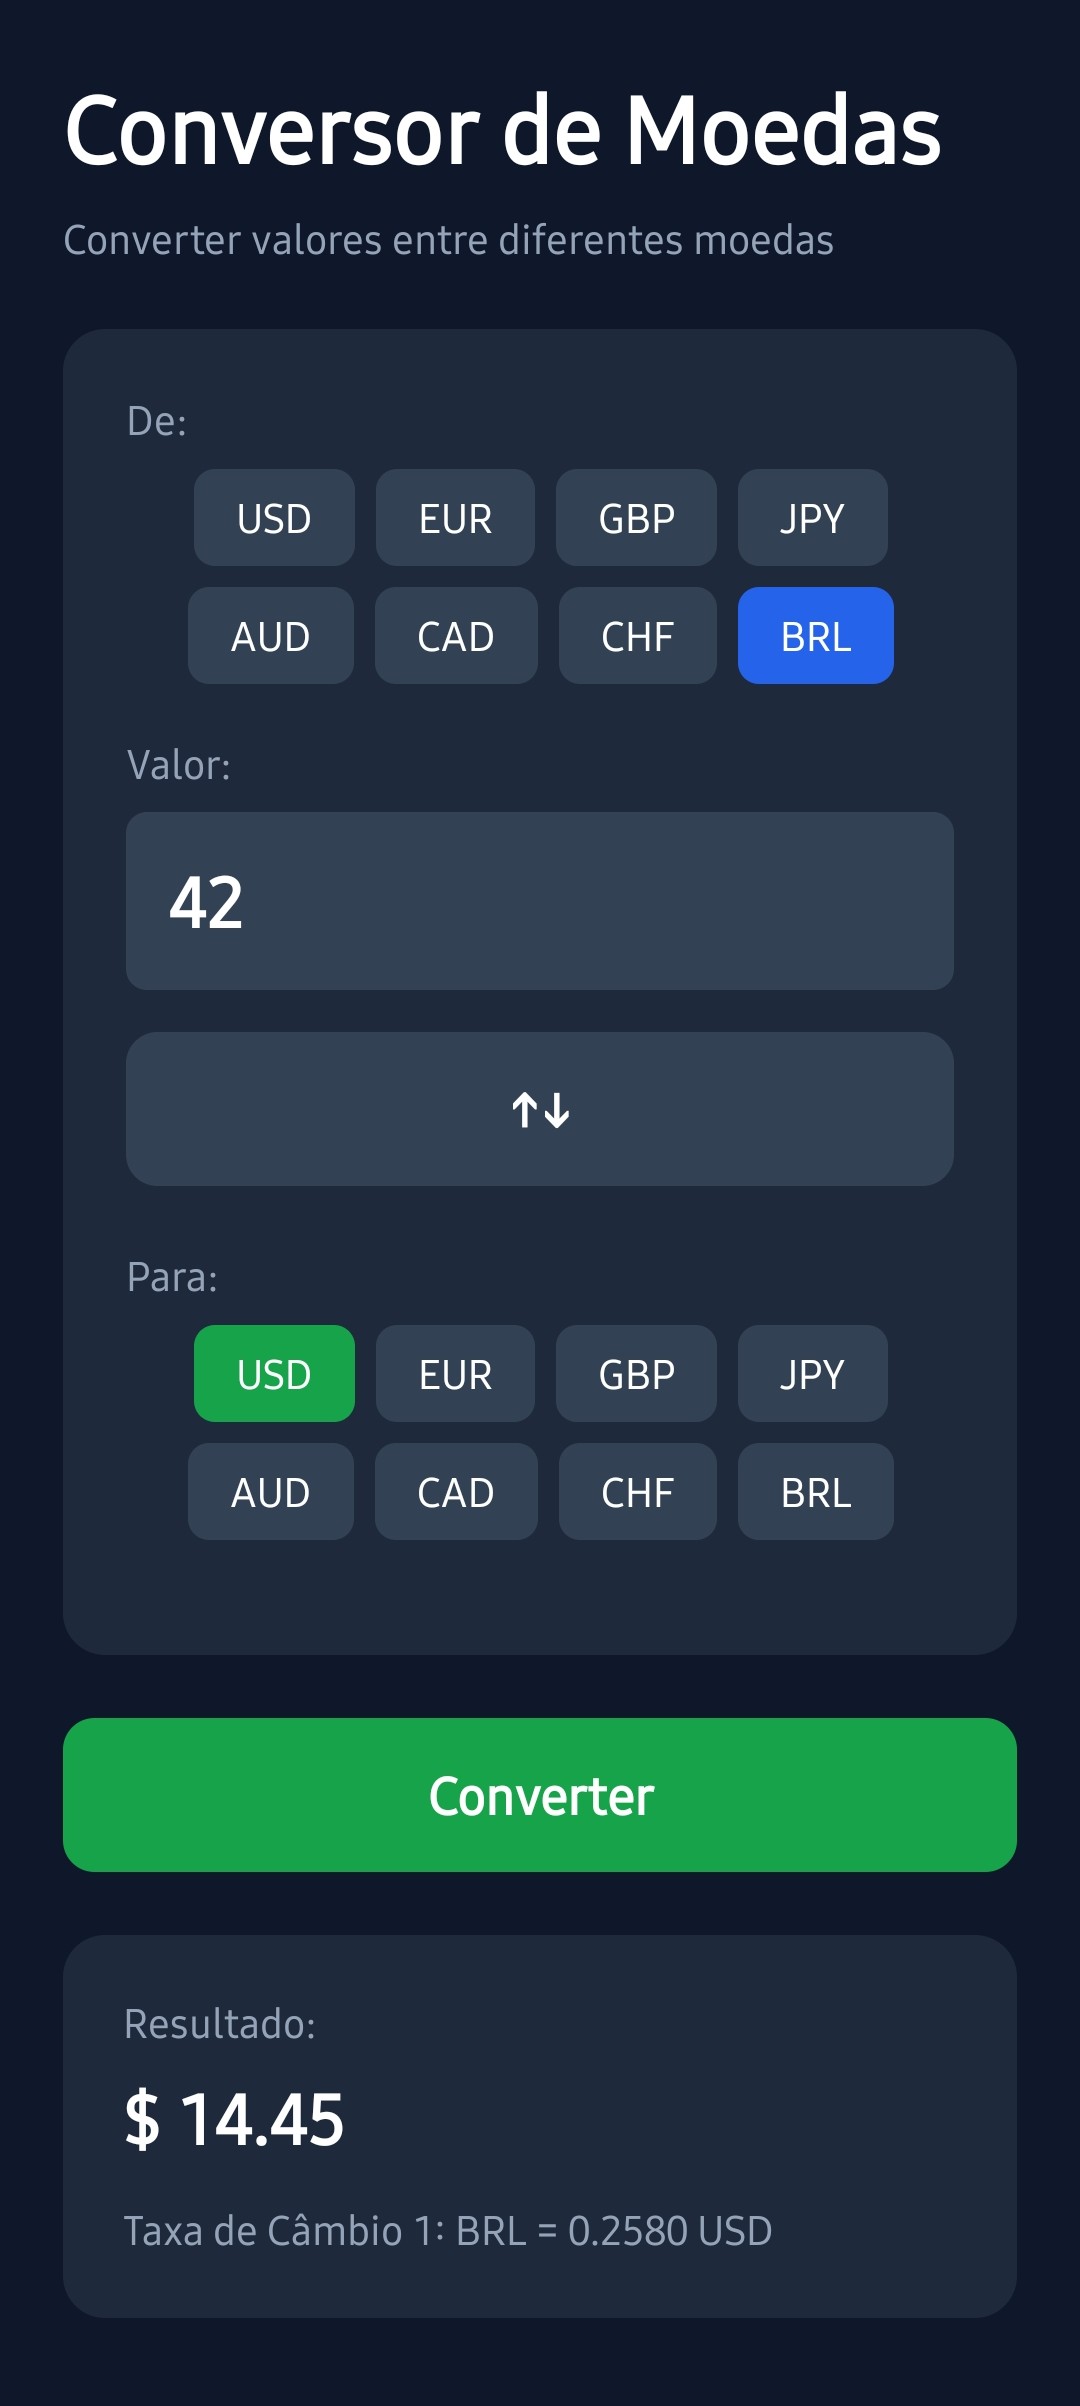 Conversor de Moedas
Converter valores entre diferentes moedas
De:
USD EUR GBP JPY
AUD CAD CHF BRL
Valor:
42
↑↓
Para:
USD EUR GBP JPY
AUD CAD CHF BRL
Converter
Resultado:
$ 14.45
Taxa de Câmbio 1: BRL = 0.2580 USD